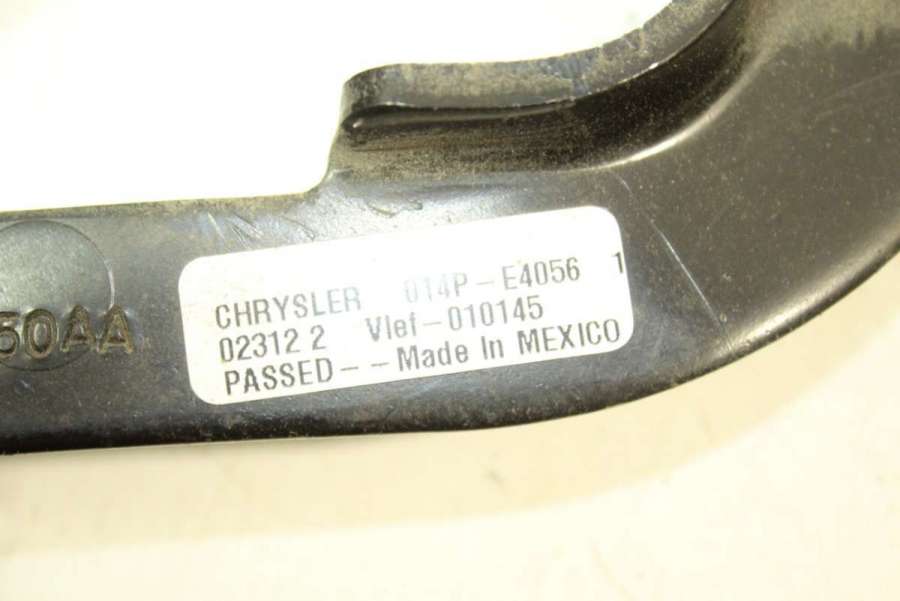 CHRYSLER 014P-E4056 1
02312 2 Vlef-010145
PASSED--Made In MEXICO
50AA